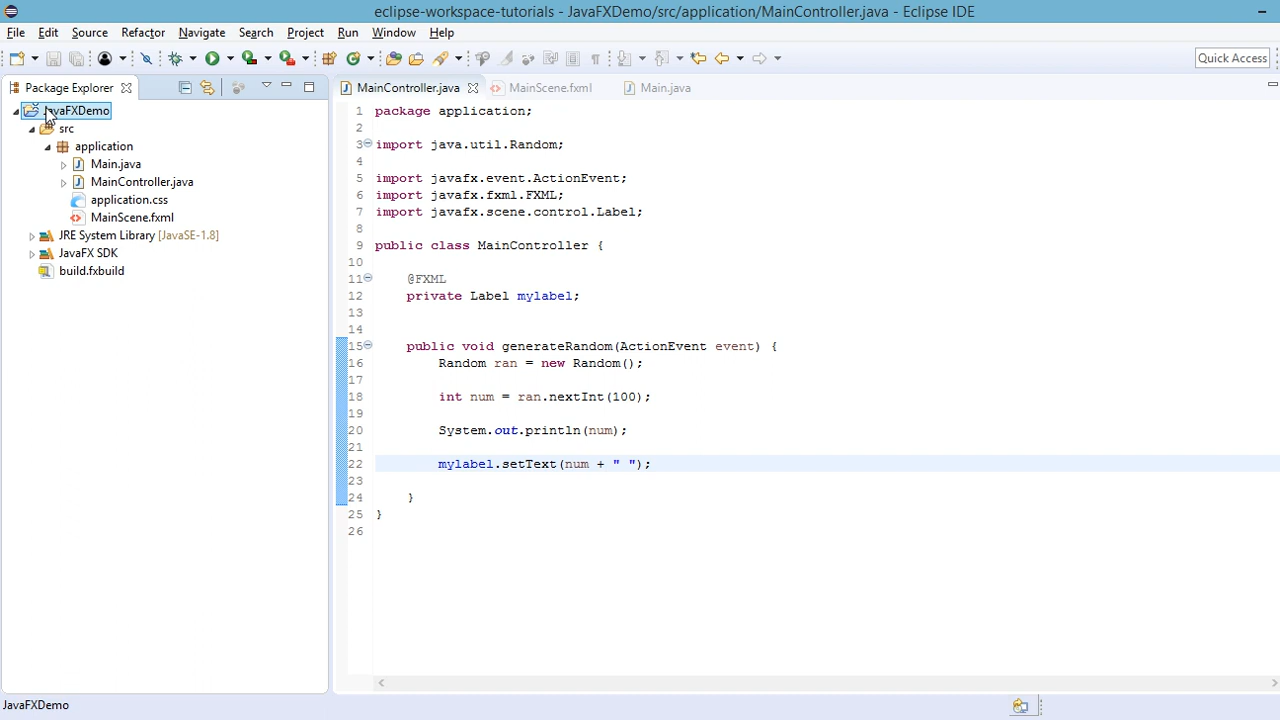 eclipse-workspace-tutorials - JavaFXDemo/src/application/MainController.java - Eclipse IDE
File Edit Source Refactor Navigate Search Project Run Window Help
Quick Access
Package Explorer
MainController.java MainScene.fxml Main.java
JavaFXDemo
src
application
Main.java
MainController.java
application.css
MainScene.fxml
JRE System Library [JavaSE-1.8]
JavaFX SDK
build.fxbuild
1 package application;
2
3 import java.util.Random;
4
5 import javafx.event.ActionEvent;
6 import javafx.fxml.FXML;
7 import javafx.scene.control.Label;
8
9 public class MainController {
10
11 @FXML
12 private Label mylabel;
13
14
15 public void generateRandom(ActionEvent event) {
16 Random ran = new Random();
17
18 int num = ran.nextInt(100);
19
20 System.out.println(num);
21
22 mylabel.setText(num + " ");
23
24 }
25 }
26
JavaFXDemo